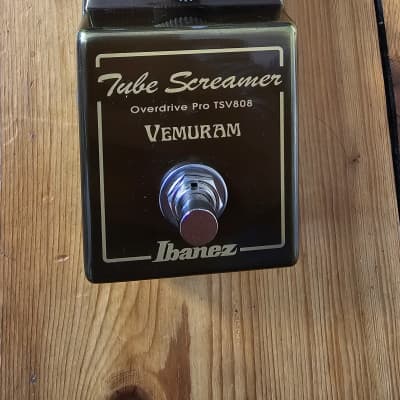 Tube Screamer
Overdrive Pro TSV808
VEMURAM
Ibanez